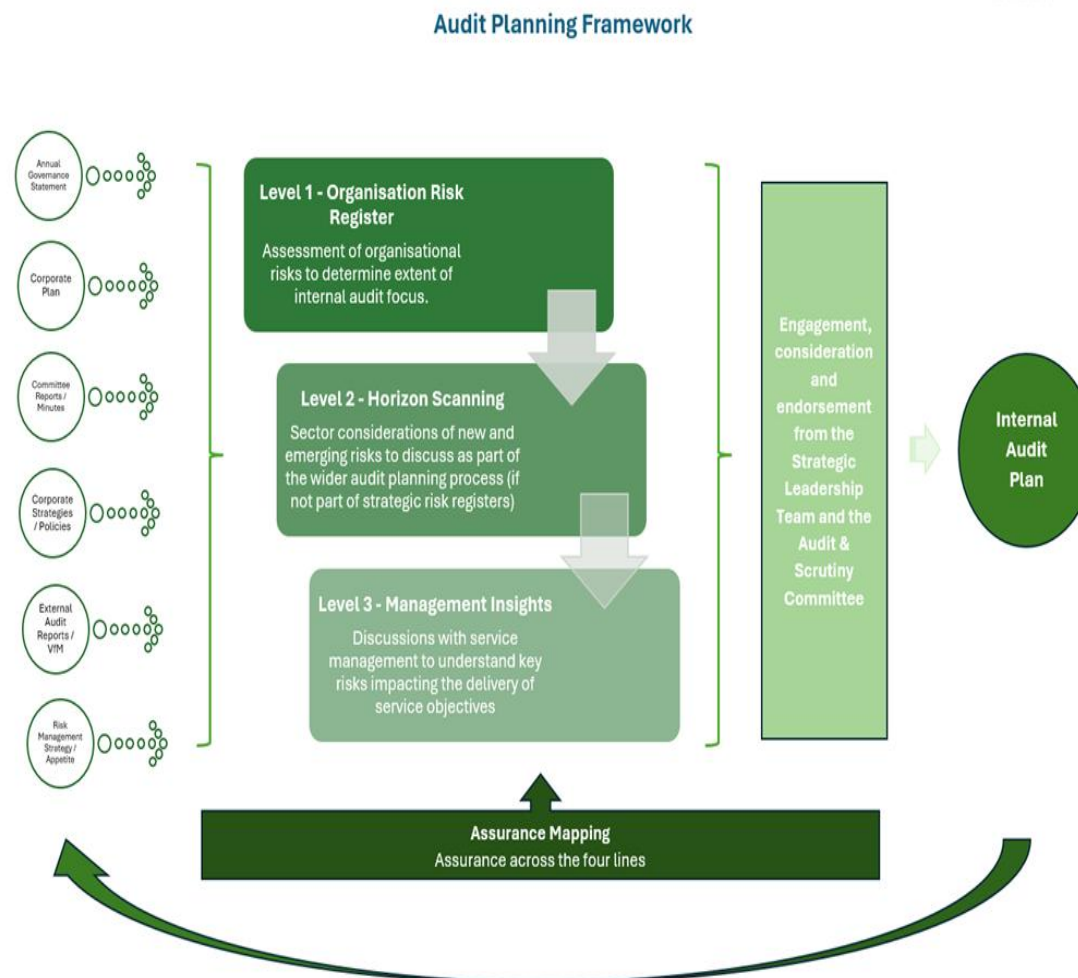 Audit Planning Framework
Annual
Governance
Statement
Corporate
Plan
Committee
Reports /
Minutes
Corporate
Strategies
/ Policies
External
Audit
Reports /
VfM
Risk
Management
Strategy /
Appetite
Level 1 - Organisation Risk
Register
Assessment of organisational
risks to determine extent of
internal audit focus.
Level 2 - Horizon Scanning
Sector considerations of new and
emerging risks to discuss as part of
the wider audit planning process (if
not part of strategic risk registers)
Level 3 - Management Insights
Discussions with service
management to understand key
risks impacting the delivery of
service objectives
Engagement,
consideration
and
endorsement
from the
Strategic
Leadership
Team and the
Audit &
Scrutiny
Committee
Internal
Audit
Plan
Assurance Mapping
Assurance across the four lines